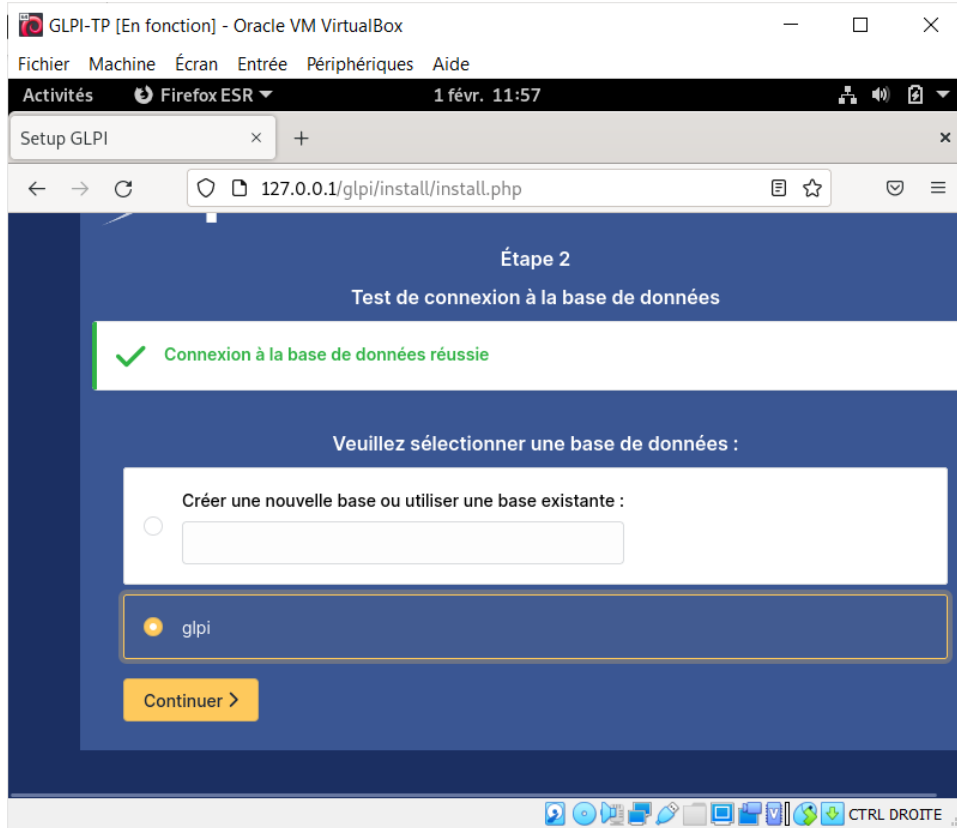 GLPI-TP [En fonction] - Oracle VM VirtualBox
Fichier Machine Écran Entrée Périphériques Aide
Activités Firefox ESR 1 févr. 11:57
Setup GLPI
127.0.0.1/glpi/install/install.php
Étape 2
Test de connexion à la base de données
Connexion à la base de données réussie
Veuillez sélectionner une base de données :
Créer une nouvelle base ou utiliser une base existante :
glpi
Continuer
CTRL DROITE